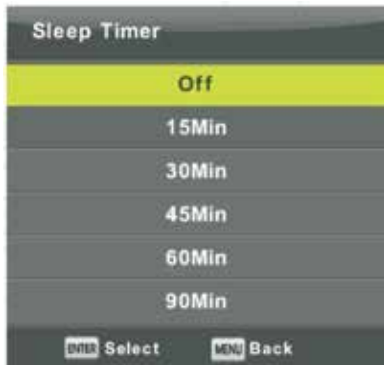 Sleep Timer
Off
15Min
30Min
45Min
60Min
90Min
ENTER Select MENU Back